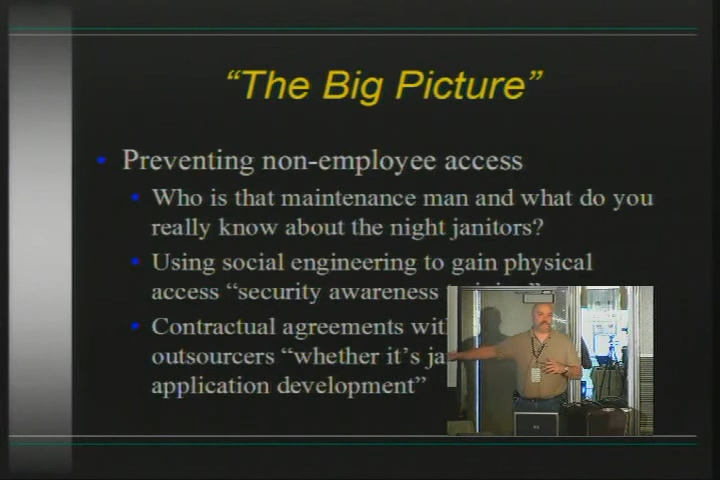 “The Big Picture”
Preventing non-employee access
Who is that maintenance man and what do you
really know about the night janitors?
Using social engineering to gain physical
access “security awareness
Contractual agreements
outsourcers “whether it’s
application development”